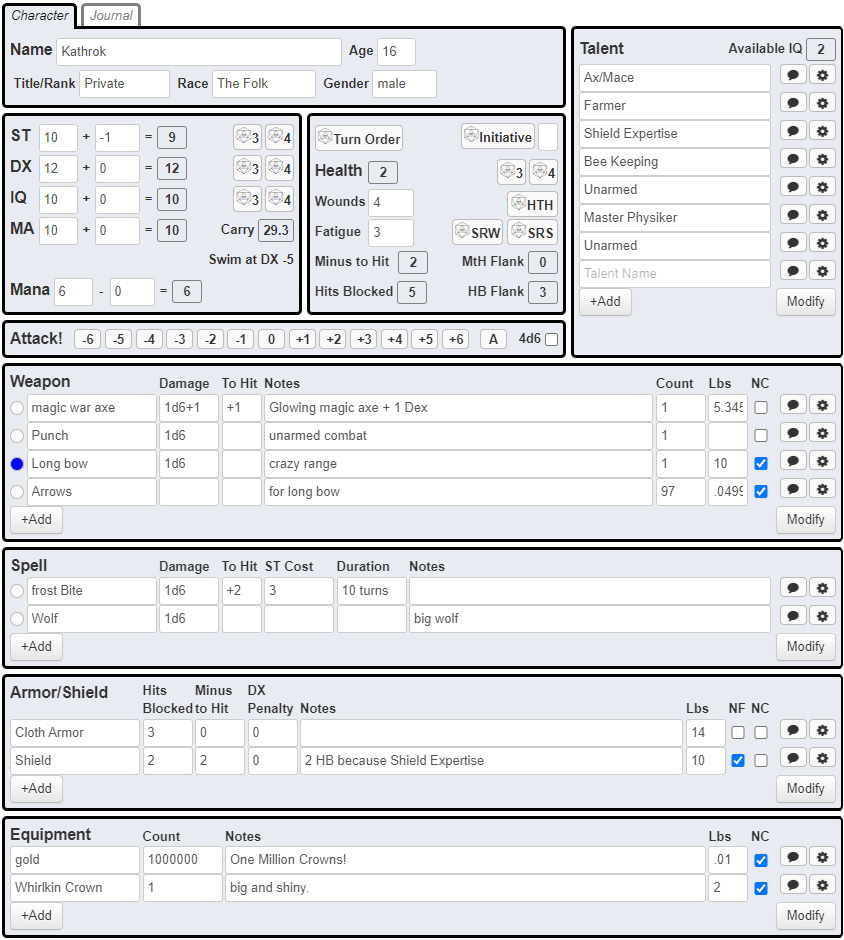 Character Journal
Name Kathrok Age 16
Title/Rank Private Race The Folk Gender male
ST 10 + -1 = 9 3 4
DX 12 + 0 = 12 3 4
IQ 10 + 0 = 10 3 4
MA 10 + 0 = 10 Carry 29.3
Swim at DX -5
Mana 6 - 0 = 6
Turn Order Initiative
Health 2 3 4
Wounds 4 HTH
Fatigue 3 SRW SRS
Minus to Hit 2 MtH Flank 0
Hits Blocked 5 HB Flank 3
Talent Available IQ 2
Ax/Mace
Farmer
Shield Expertise
Bee Keeping
Unarmed
Master Physiker
Unarmed
Talent Name
+Add Modify
Attack! -6 -5 -4 -3 -2 -1 0 +1 +2 +3 +4 +5 +6 A 4d6
Weapon Damage To Hit Notes Count Lbs NC
magic war axe 1d6+1 +1 Glowing magic axe + 1 Dex 1 5.345
Punch 1d6 unarmed combat 1
Long bow 1d6 crazy range 1 10
Arrows for long bow 97 .0499
+Add Modify
Spell Damage To Hit ST Cost Duration Notes
frost Bite 1d6 +2 3 10 turns
Wolf 1d6 big wolf
+Add Modify
Armor/Shield Hits Blocked Minus to Hit DX Penalty Notes Lbs NF NC
Cloth Armor 3 0 0 14
Shield 2 2 0 2 HB because Shield Expertise 10
+Add Modify
Equipment Count Notes Lbs NC
gold 1000000 One Million Crowns! .01
Whirlkin Crown 1 big and shiny. 2
+Add Modify